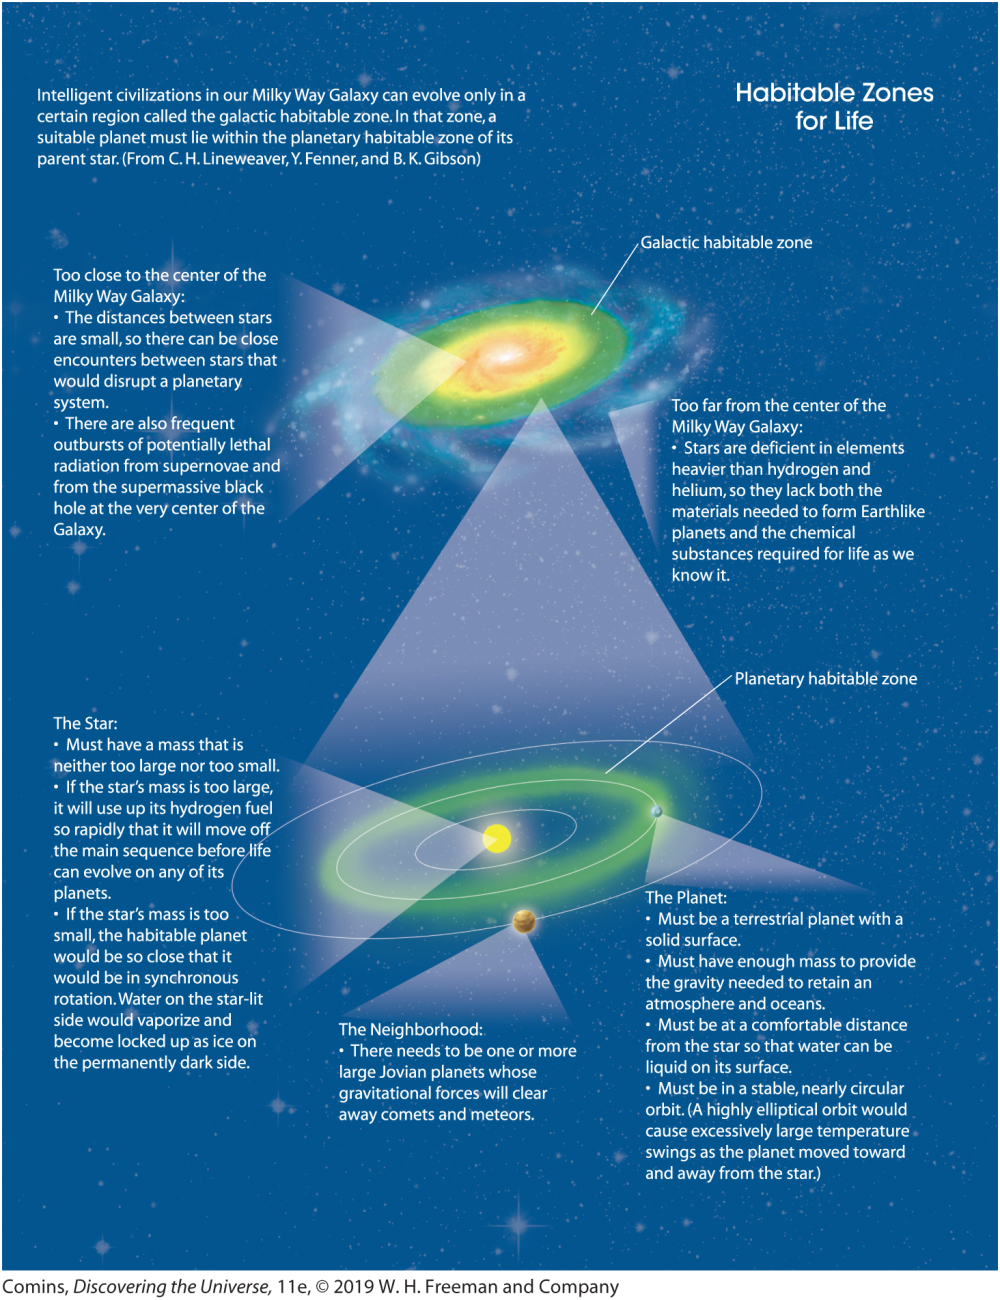 Habitable Zones
for Life
Intelligent civilizations in our Milky Way Galaxy can evolve only in a
certain region called the galactic habitable zone. In that zone, a
suitable planet must lie within the planetary habitable zone of its
parent star. (From C. H. Lineweaver, Y. Fenner, and B. K. Gibson)
Galactic habitable zone
Too close to the center of the
Milky Way Galaxy:
• The distances between stars
are small, so there can be close
encounters between stars that
would disrupt a planetary
system.
• There are also frequent
outbursts of potentially lethal
radiation from supernovae and
from the supermassive black
hole at the very center of the
Galaxy.
Too far from the center of the
Milky Way Galaxy:
• Stars are deficient in elements
heavier than hydrogen and
helium, so they lack both the
materials needed to form Earthlike
planets and the chemical
substances required for life as we
know it.
Planetary habitable zone
The Star:
• Must have a mass that is
neither too large nor too small.
• If the star's mass is too large,
it will use up its hydrogen fuel
so rapidly that it will move off
the main sequence before life
can evolve on any of its
planets.
• If the star's mass is too
small, the habitable planet
would be so close that it
would be in synchronous
rotation. Water on the star-lit
side would vaporize and
become locked up as ice on
the permanently dark side.
The Neighborhood:
• There needs to be one or more
large Jovian planets whose
gravitational forces will clear
away comets and meteors.
The Planet:
• Must be a terrestrial planet with a
solid surface.
• Must have enough mass to provide
the gravity needed to retain an
atmosphere and oceans.
• Must be at a comfortable distance
from the star so that water can be
liquid on its surface.
• Must be in a stable, nearly circular
orbit. (A highly elliptical orbit would
cause excessively large temperature
swings as the planet moved toward
and away from the star.)
Comins, Discovering the Universe, 11e, © 2019 W. H. Freeman and Company